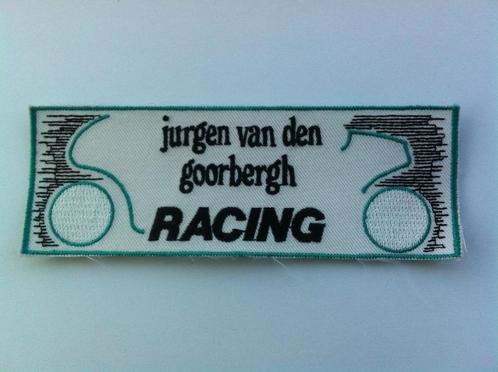 jurgen van den
goorbergh
RACING